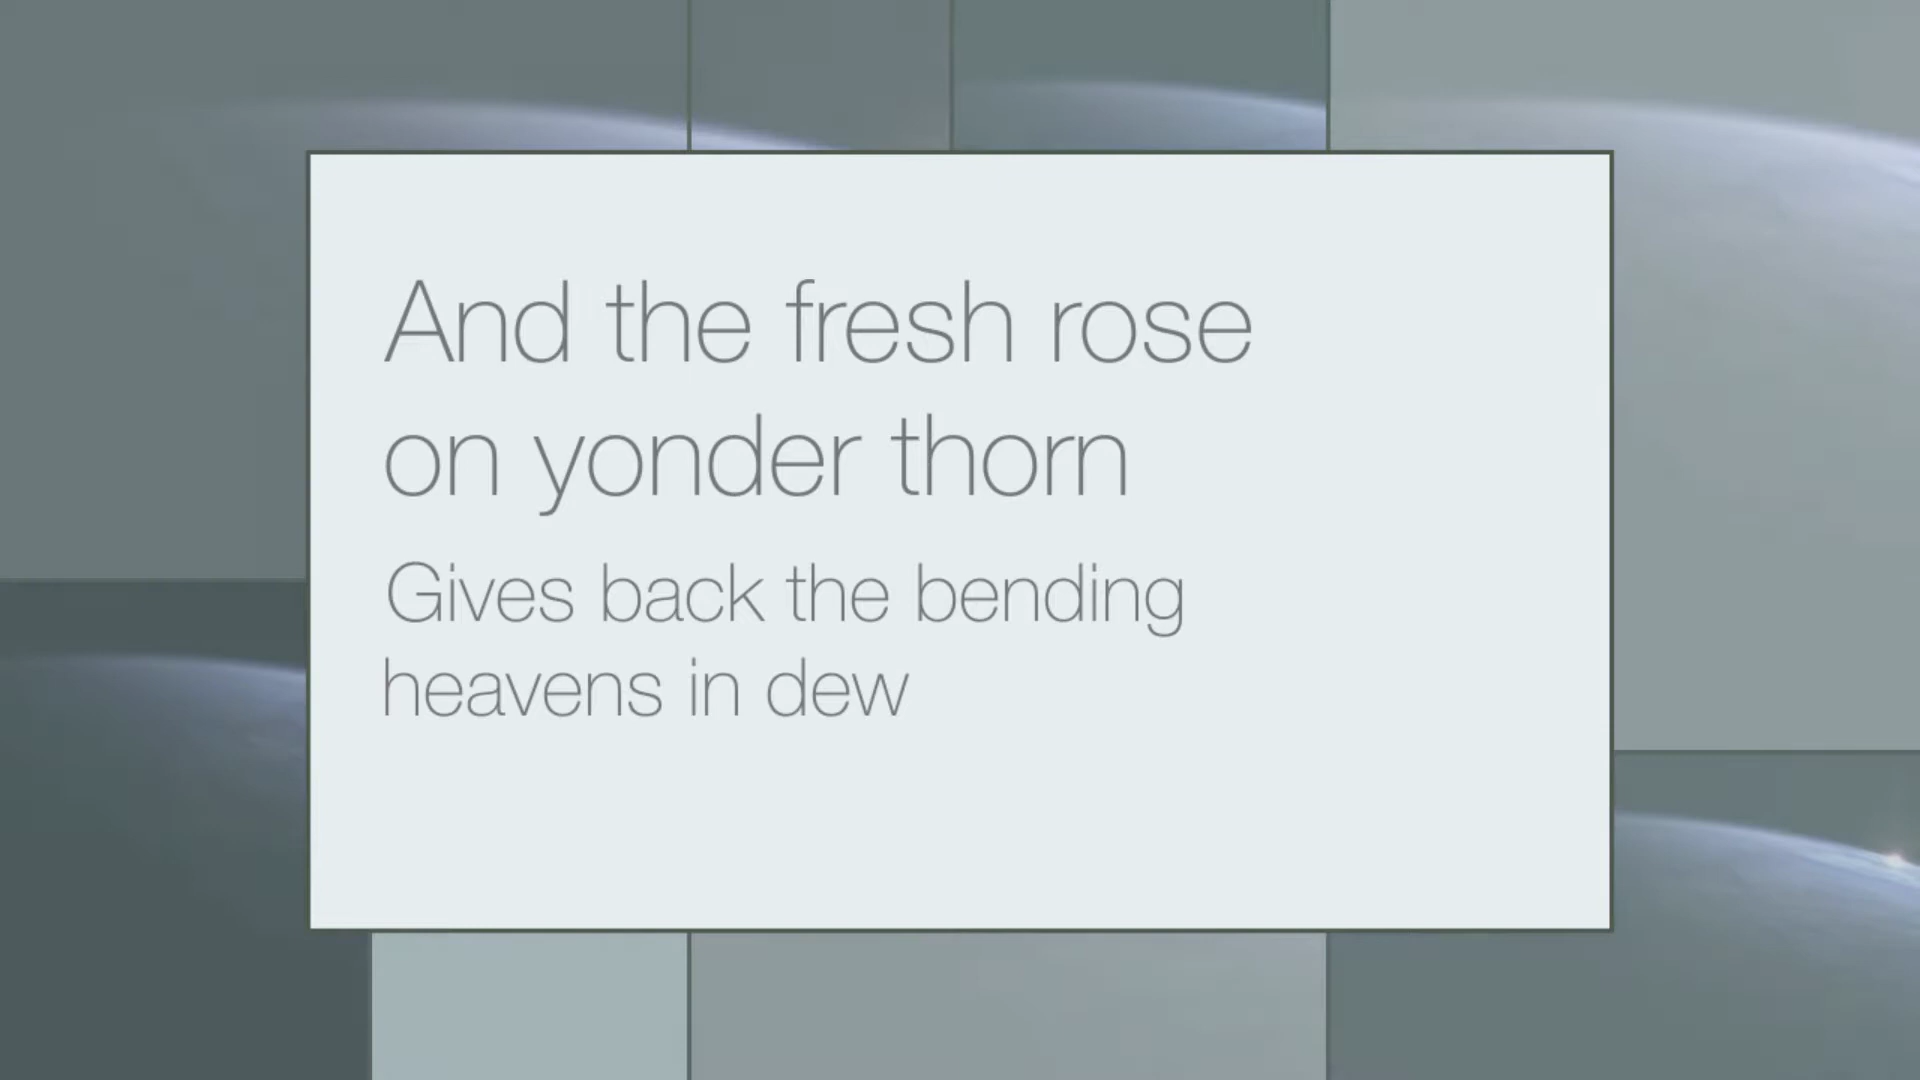 And the fresh rose
on yonder thorn
Gives back the bending
heavens in dew